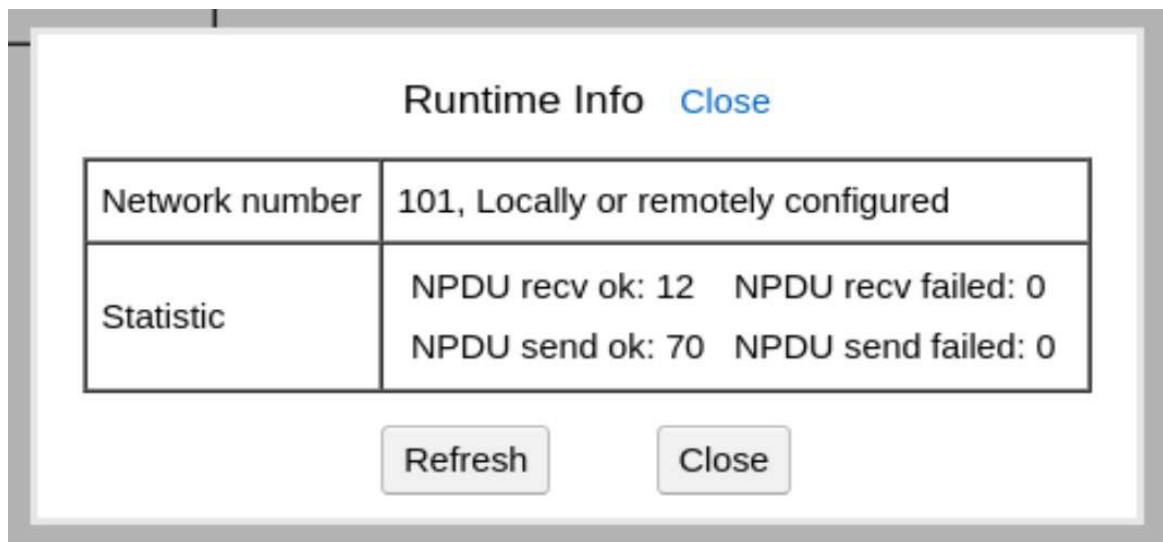 Runtime Info Close
Network number 101, Locally or remotely configured
Statistic
NPDU recv ok: 12 NPDU recv failed: 0
NPDU send ok: 70 NPDU send failed: 0
Refresh Close